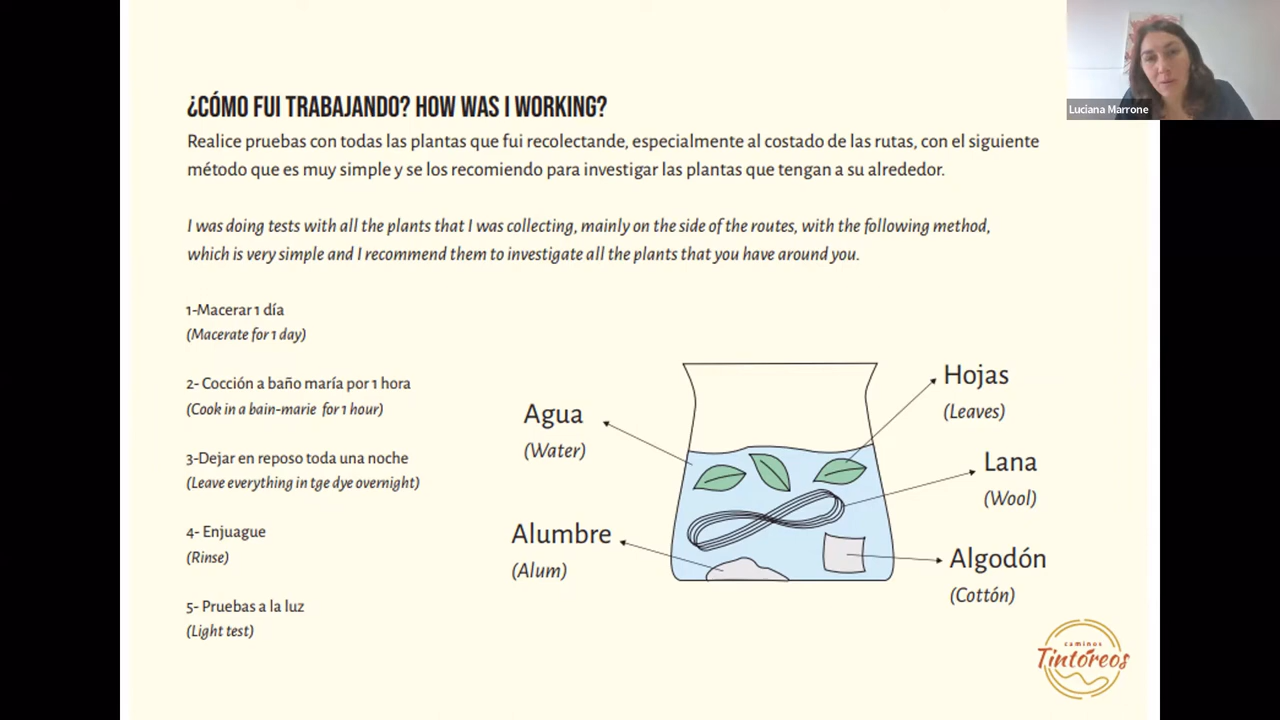 Luciana Marrone
¿CÓMO FUI TRABAJANDO? HOW WAS I WORKING?
Realice pruebas con todas las plantas que fui recolectande, especialmente al costado de las rutas, con el siguiente
método que es muy simple y se los recomiendo para investigar las plantas que tengan a su alrededor.
I was doing tests with all the plants that I was collecting, mainly on the side of the routes, with the following method,
which is very simple and I recommend them to investigate all the plants that you have around you.
1-Macerar 1 día
(Macerate for 1 day)
2- Cocción a baño maría por 1 hora
(Cook in a bain-marie for 1 hour)
3-Dejar en reposo toda una noche
(Leave everything in tge dye overnight)
4- Enjuague
(Rinse)
5- Pruebas a la luz
(Light test)
Agua
(Water)
Alumbre
(Alum)
Hojas
(Leaves)
Lana
(Wool)
Algodón
(Cottón)
caminos
Tintóreos